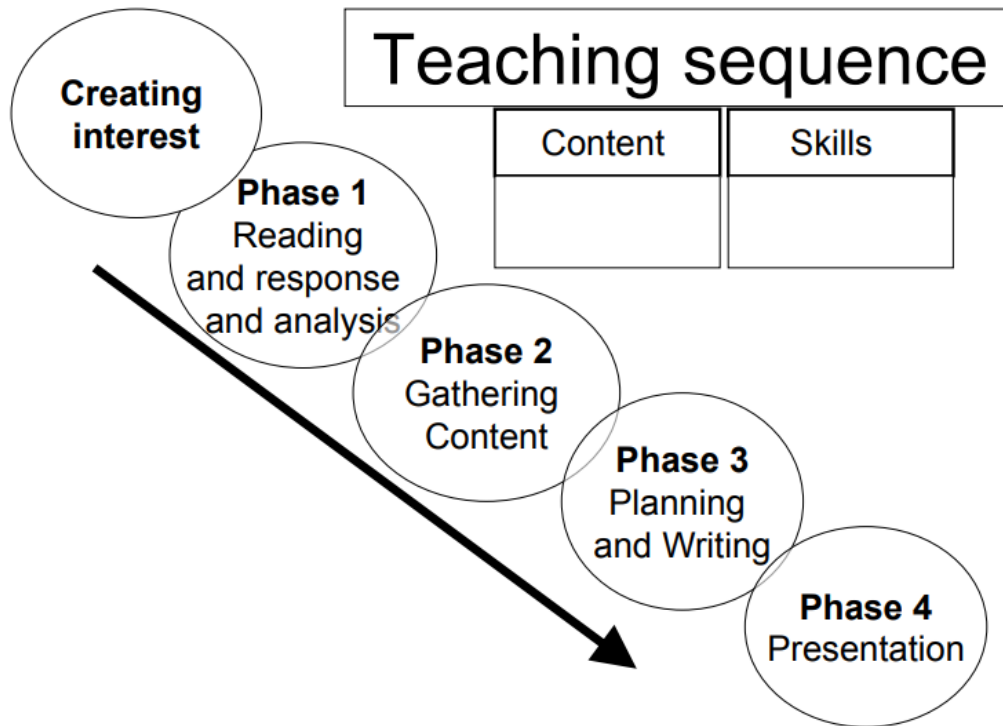 Teaching sequence
Content
Skills
Creating
interest
Phase 1
Reading
and response
and analysis
Phase 2
Gathering
Content
Phase 3
Planning
and Writing
Phase 4
Presentation